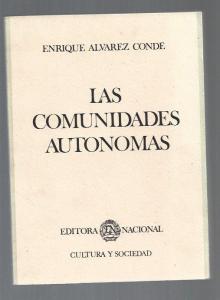 ENRIQUE ALVAREZ CONDE
LAS
COMUNIDADES
AUTONOMAS
EDITORA NACIONAL
CULTURA Y SOCIEDAD